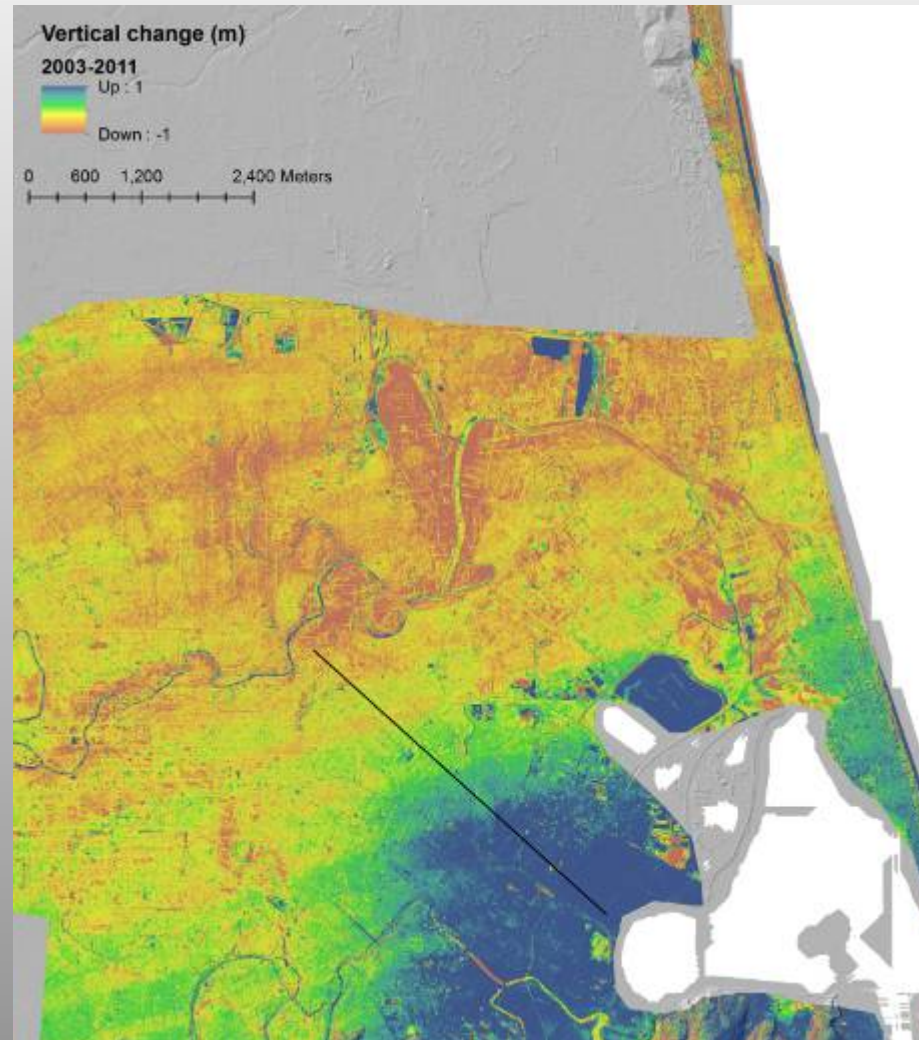 Vertical change (m)
2003-2011
Up : 1
Down : -1
0 600 1,200 2,400 Meters